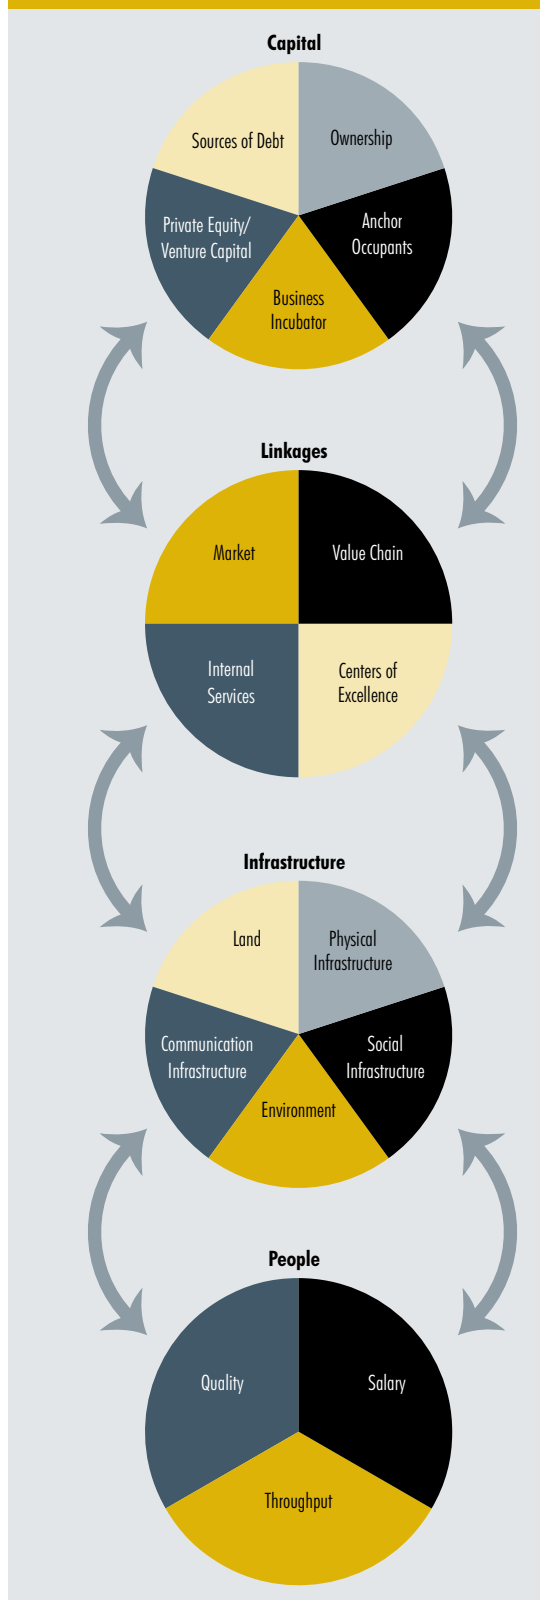 Capital
Sources of Debt
Ownership
Private Equity/
Venture Capital
Anchor
Occupants
Business
Incubator
Linkages
Market
Value Chain
Internal
Services
Centers of
Excellence
Infrastructure
Land
Physical
Infrastructure
Communication
Infrastructure
Social
Infrastructure
Environment
People
Quality
Salary
Throughput